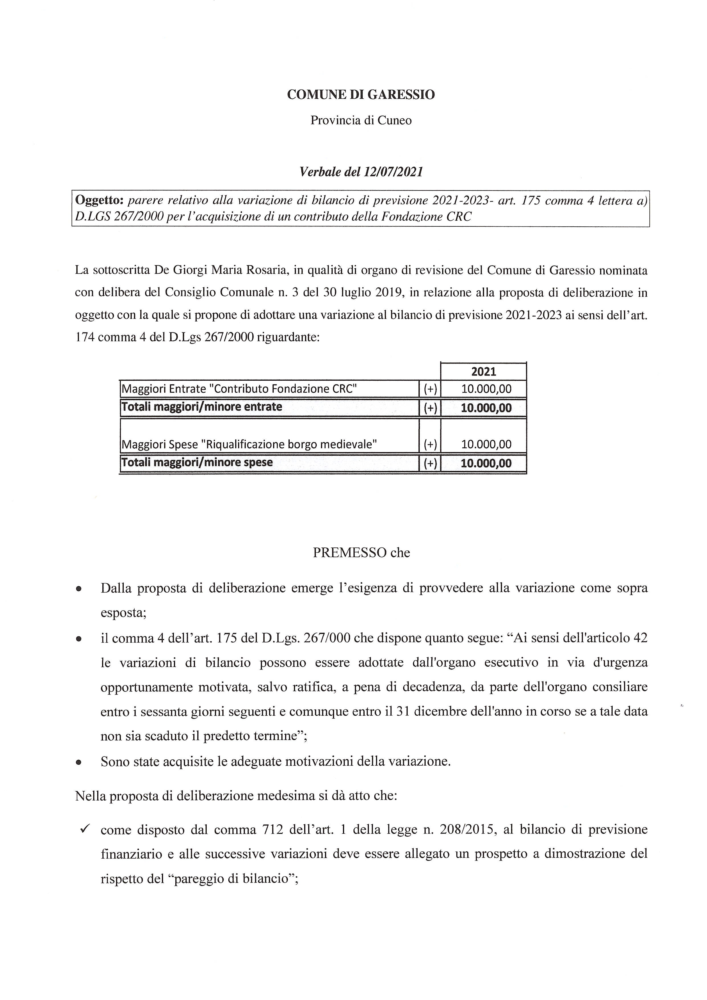 COMUNE DI GARESSIO
Provincia di Cuneo
Verbale del 12/07/2021
Oggetto: parere relativo alla variazione di bilancio di previsione 2021-2023- art. 175 comma 4 lettera a)
D.LGS 267/2000 per l’acquisizione di un contributo della Fondazione CRC
La sottoscritta De Giorgi Maria Rosaria, in qualità di organo di revisione del Comune di Garessio nominata
con delibera del Consiglio Comunale n. 3 del 30 luglio 2019, in relazione alla proposta di deliberazione in
oggetto con la quale si propone di adottare una variazione al bilancio di previsione 2021-2023 ai sensi dell’art.
174 comma 4 del D.Lgs 267/2000 riguardante:
2021
Maggiori Entrate "Contributo Fondazione CRC" (+) 10.000,00
Totali maggiori/minore entrate (+) 10.000,00
Maggiori Spese "Riqualificazione borgo medievale" (+) 10.000,00
Totali maggiori/minore spese (+) 10.000,00
PREMESSO che
• Dalla proposta di deliberazione emerge l’esigenza di provvedere alla variazione come sopra
esposta;
• il comma 4 dell’art. 175 del D.Lgs. 267/000 che dispone quanto segue: “Ai sensi dell'articolo 42
le variazioni di bilancio possono essere adottate dall'organo esecutivo in via d'urgenza
opportunamente motivata, salvo ratifica, a pena di decadenza, da parte dell'organo consiliare
entro i sessanta giorni seguenti e comunque entro il 31 dicembre dell'anno in corso se a tale data
non sia scaduto il predetto termine”;
• Sono state acquisite le adeguate motivazioni della variazione.
Nella proposta di deliberazione medesima si dà atto che:
✓ come disposto dal comma 712 dell’art. 1 della legge n. 208/2015, al bilancio di previsione
finanziario e alle successive variazioni deve essere allegato un prospetto a dimostrazione del
rispetto del “pareggio di bilancio”;